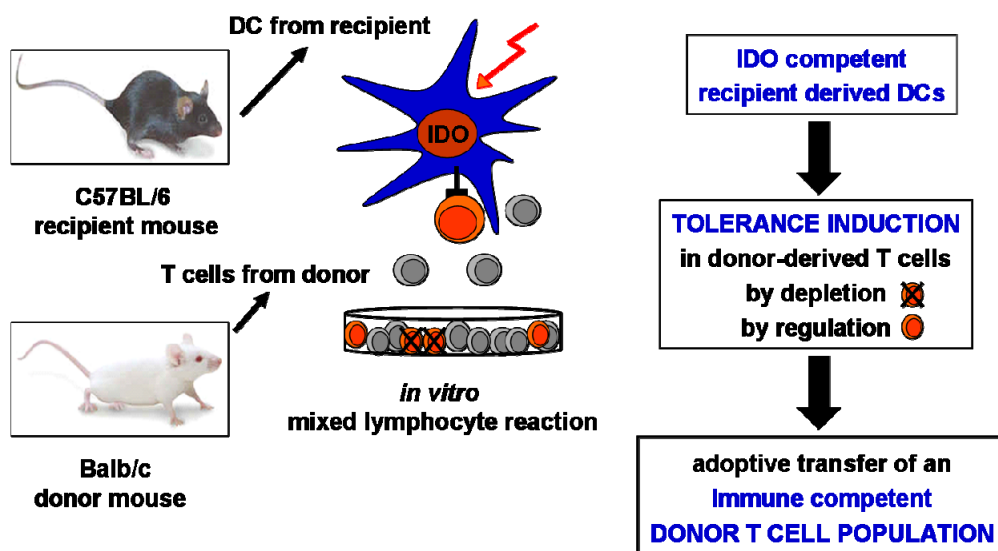 DC from recipient
IDO
C57BL/6
recipient mouse
T cells from donor
Balb/c
donor mouse
in vitro
mixed lymphocyte reaction
IDO competent
recipient derived DCs
TOLERANCE INDUCTION
in donor-derived T cells
by depletion
by regulation
adoptive transfer of an
Immune competent
DONOR T CELL POPULATION